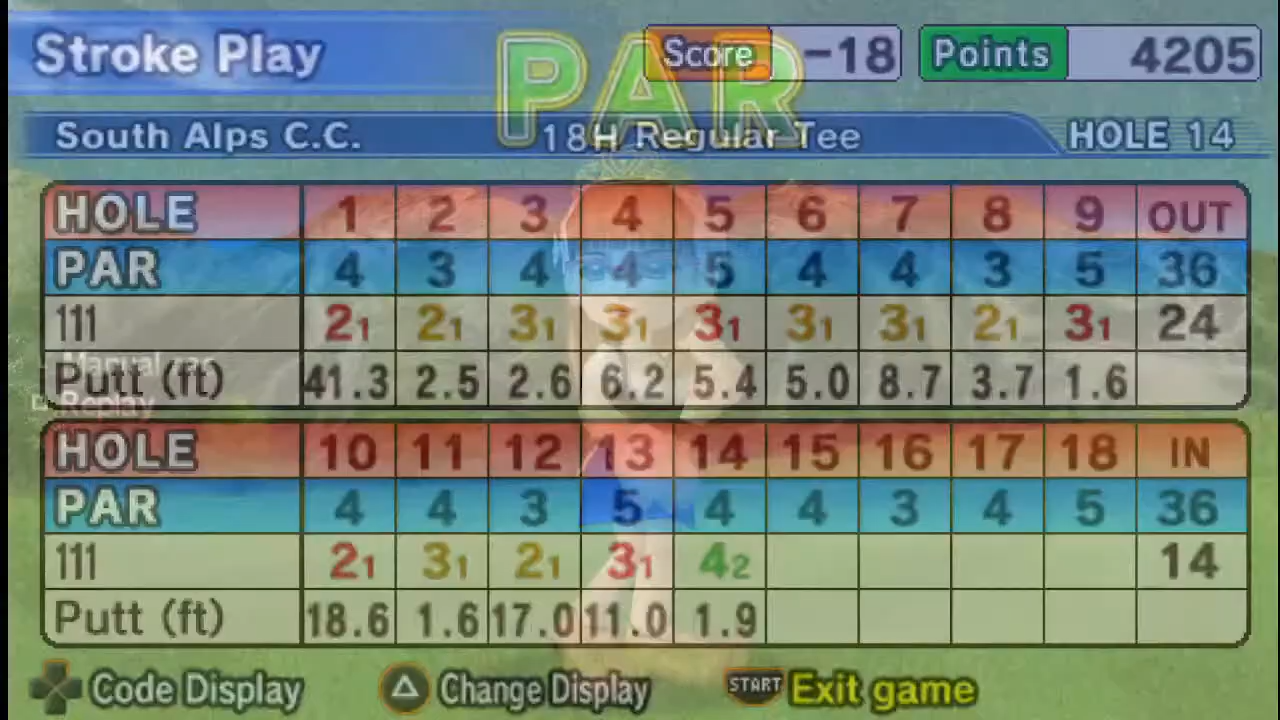 Stroke Play PAR Score -18 Points 4205
South Alps C.C. 18H Regular Tee HOLE 14
HOLE 1 2 3 4 5 6 7 8 9 OUT
PAR 4 3 4 4 5 4 4 3 5 36
111 21 21 31 31 31 31 31 21 31 24
Manual
Putt (ft) 41.3 2.5 2.6 6.2 5.4 5.0 8.7 3.7 1.6
Replay
HOLE 10 11 12 13 14 15 16 17 18 IN
PAR 4 4 3 5 4 4 3 4 5 36
111 21 31 21 31 42 14
Putt (ft) 18.6 1.6 17.0 11.0 1.9
Code Display Change Display START Exit game